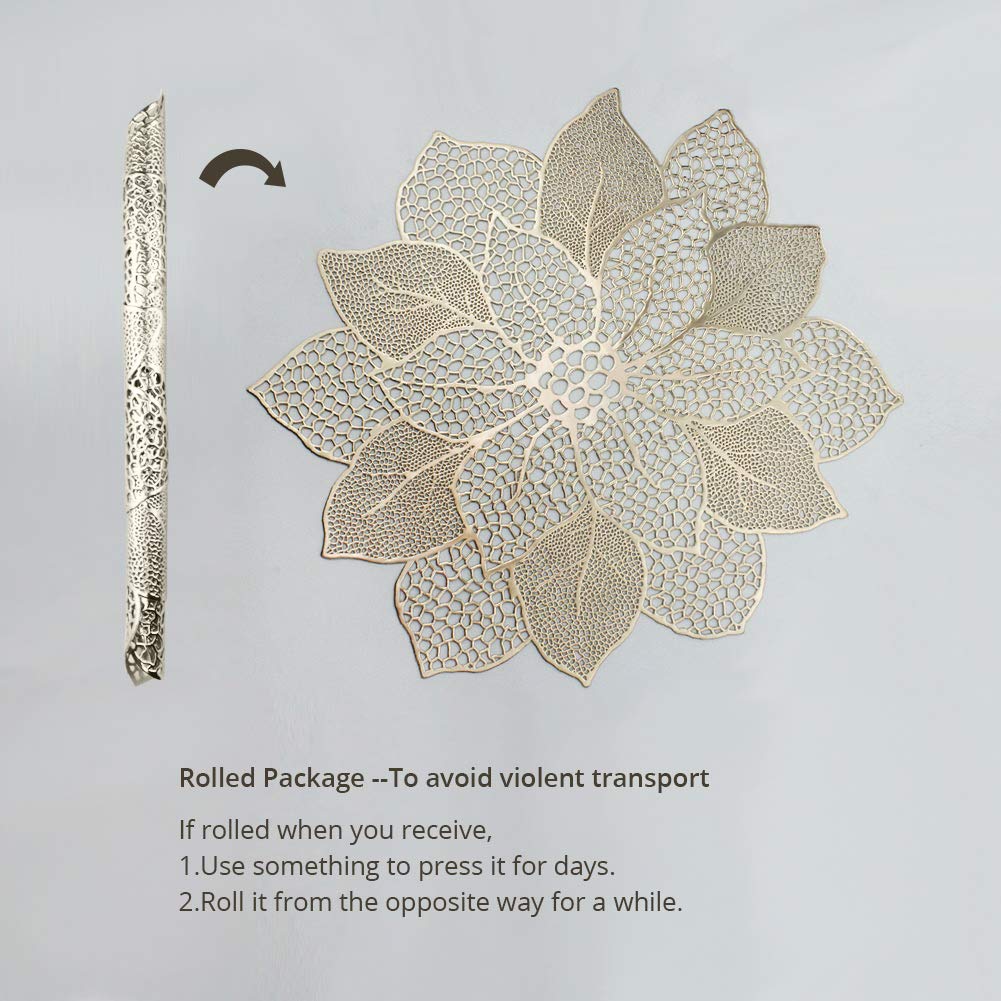 Rolled Package --To avoid violent transport
If rolled when you receive,
1.Use something to press it for days.
2.Roll it from the opposite way for a while.